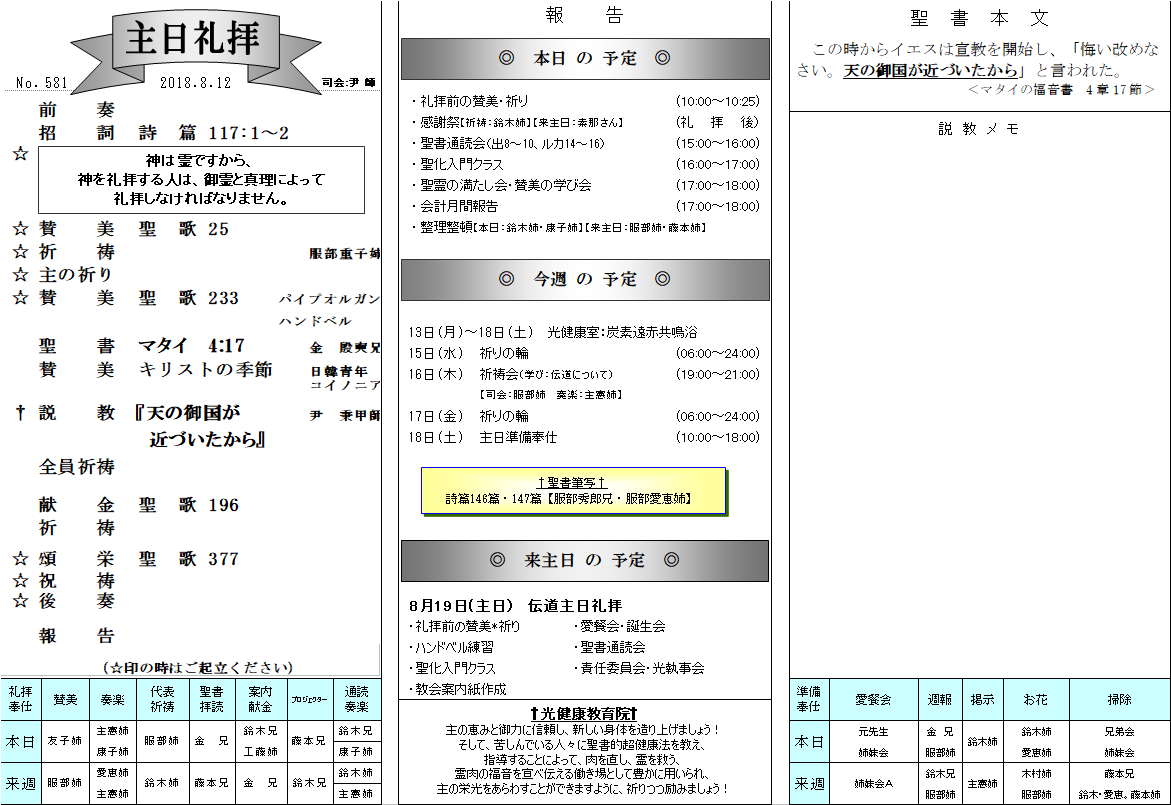 主日礼拝
No. 581　2018.8.12　司会:尹 師
前　奏
招　詞　詩　篇　117:1～2
☆
神は霊ですから、
神を礼拝する人は、御霊と真理によって
礼拝しなければなりません。
☆ 賛　美　聖　歌　25
☆ 祈　祷　服部重子姉
☆ 主の祈り
☆ 賛　美　聖　歌　233　パイプオルガン
ハンドベル
聖　書　マタイ　4:17　金　殷奭兄
賛　美　キリストの季節　日韓青年
コイノニア
† 説　教　『天の御国が　尹　秉甲師
近づいたから』
全員祈祷
献　金　聖　歌　196
祈　祷
☆ 頌　栄　聖　歌　377
☆ 祝　祷
☆ 後　奏
報　告
(☆印の時はご起立ください)
礼拝奉仕　賛美　奏楽　代表祈祷　聖書拝読　案内献金　プロジェクター　通読奏楽
本日　友子姉　主憲姉　康子姉　服部姉　金　兄　鈴木兄　工藤姉　藤本兄　鈴木兄　康子姉
来週　服部姉　愛恵姉　主憲姉　鈴木姉　藤本兄　金　兄　鈴木兄　鈴木姉　主憲姉
報　告
◎　本日 の 予定　◎
・礼拝前の賛美・祈り　(10:00～10:25)
・感謝祭【祈祷：鈴木姉】【来主日：秦那さん】　(礼　拝　後)
・聖書通読会(出8～10、ルカ14～16)　(15:00～16:00)
・聖化入門クラス　(16:00～17:00)
・聖霊の満たし会・賛美の学び会　(17:00～18:00)
・会計月間報告　(17:00～18:00)
・整理整頓【本日：鈴木姉・康子姉】【来主日：服部姉・藤本姉】
◎　今週 の 予定　◎
13日(月)～18日(土)　光健康室：炭素遠赤共鳴浴
15日(水)　祈りの輪　(06:00～24:00)
16日(木)　祈祷会(学び：伝道について)　(19:00～21:00)
【司会：服部姉　奏楽：主憲姉】
17日(金)　祈りの輪　(06:00～24:00)
18日(土)　主日準備奉仕　(10:00～18:00)
†聖書筆写†
詩篇146篇・147篇【服部秀郎兄・服部愛恵姉】
◎　来主日 の 予定　◎
8月19日(主日)　伝道主日礼拝
・礼拝前の賛美*祈り　・愛餐会・誕生会
・ハンドベル練習　・聖書通読会
・聖化入門クラス　・責任委員会・光執事会
・教会案内紙作成
†光健康教育院†
主の恵みと御力に信頼し、新しい身体を造り上げましょう！
そして、苦しんでいる人々に聖書的超健康法を教え、
指導することによって、肉を直し、霊を救う、
霊肉の福音を宣べ伝える働き場として豊かに用いられ、
主の栄光をあらわすことができますように、祈りつつ励みましょう！
聖　書　本　文
この時からイエスは宣教を開始し、「悔い改めな
さい。天の御国が近づいたから」と言われた。
＜マタイの福音書　4章17節＞
説 教 メ モ
準備奉仕　愛餐会　週報　掲示　お花　掃除
本日　元先生　姉妹会　金　兄　服部姉　鈴木姉　鈴木姉　愛恵姉　兄弟会　姉妹会
来週　姉妹会A　鈴木兄　服部姉　主憲姉　木村姉　服部姉　藤本兄　鈴木・愛恵。藤本姉